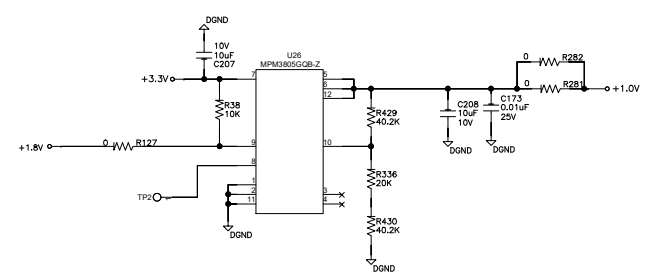 DGND
10V
10uF
C207
U26
MPM3805GQB-Z
+3.3V
7
5
6
12
R38
10K
0
R282
0
R281
+1.0V
C208
10uF
10V
C173
0.01uF
25V
R429
40.2K
DGND
DGND
+1.8V
0
R127
9
10
8
TP2
R336
20K
1
2
11
3
4
DGND
R430
40.2K
DGND